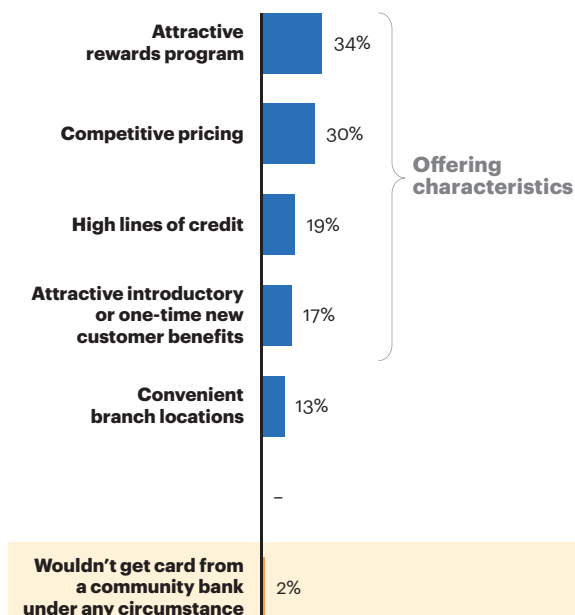 Attractive
rewards program
34%
Competitive pricing
30%
Offering
characteristics
High lines of credit
19%
Attractive introductory
or one-time new
customer benefits
17%
Convenient
branch locations
13%
–
Wouldn’t get card from
a community bank
under any circumstance
2%